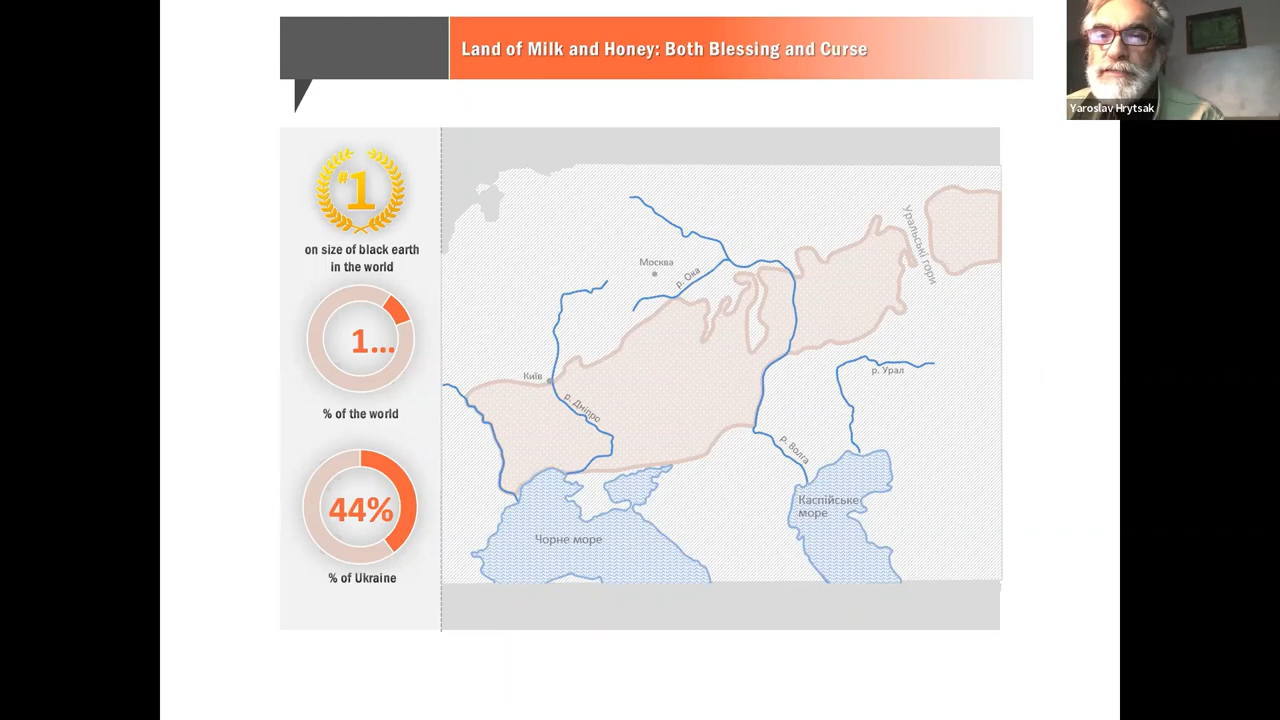 Land of Milk and Honey: Both Blessing and Curse
Yaroslav Hrytsak
#1
on size of black earth
in the world
1...
% of the world
44%
% of Ukraine
Москва
р. Ока
Уральські гори
Київ
р. Дніпро
р. Урал
р. Волга
Каспійське
море
Чорне море